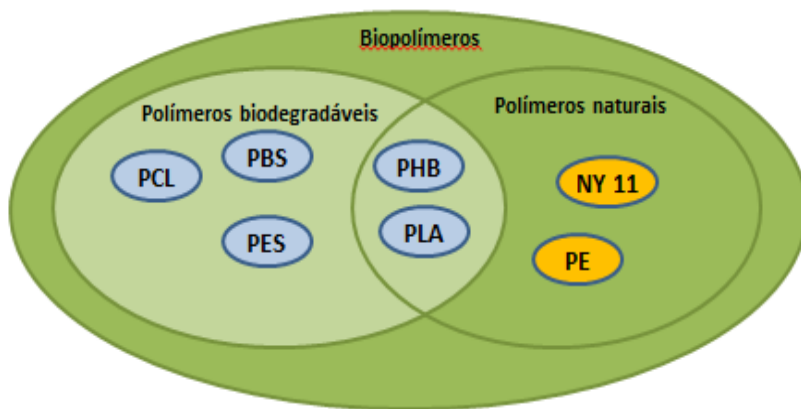 Biopolímeros
Polímeros biodegradáveis
Polímeros naturais
PCL
PBS
PES
PHB
PLA
NY 11
PE